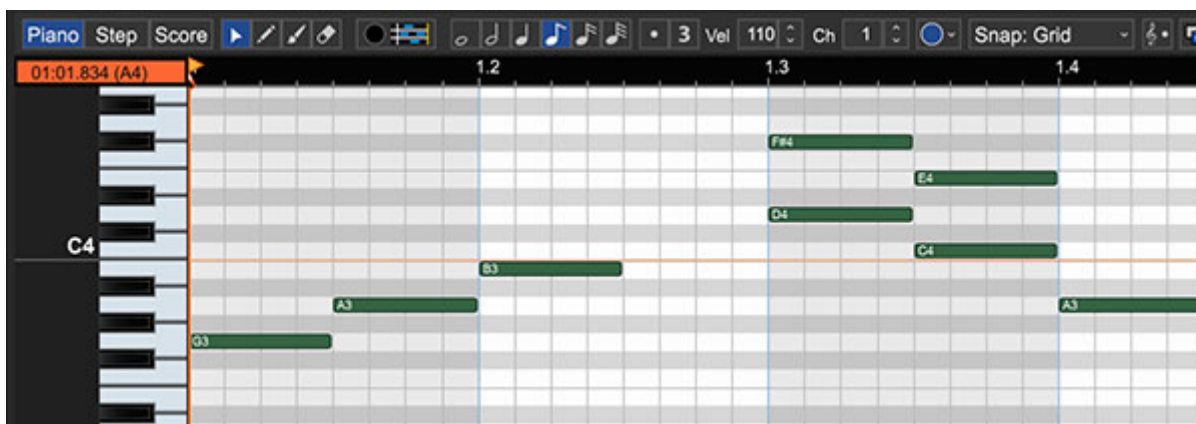 Piano Step Score 3 Vel 110 Ch 1 Snap: Grid
01:01.834 (A4) 1.2 1.3 1.4
F#4
E4
D4
C4 C4
B3
A3 A3
G3